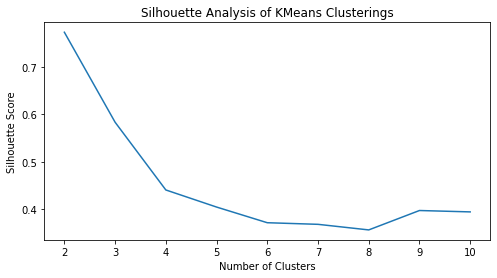 Silhouette Analysis of KMeans Clusterings
Silhouette Score
0.7
0.6
0.5
0.4
2 3 4 5 6 7 8 9 10
Number of Clusters